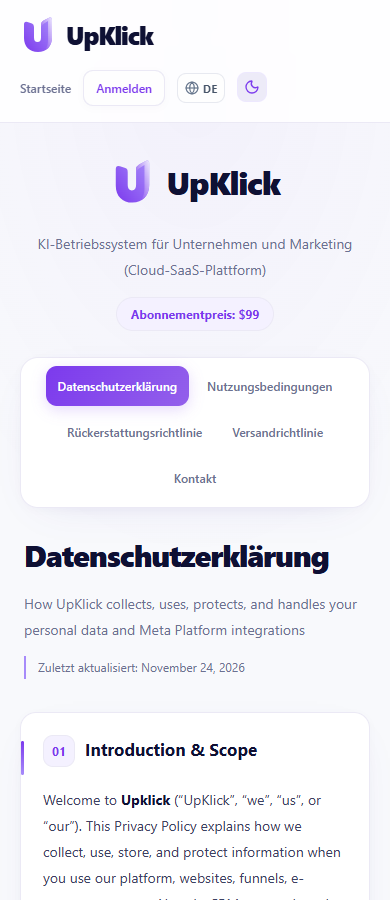 UpKlick
Startseite
Anmelden
DE
UpKlick
KI-Betriebssystem für Unternehmen und Marketing
(Cloud-SaaS-Plattform)
Abonnementpreis: $99
Datenschutzerklärung
Nutzungsbedingungen
Rückerstattungsrichtlinie
Versandrichtlinie
Kontakt
Datenschutzerklärung
How UpKlick collects, uses, protects, and handles your
personal data and Meta Platform integrations
Zuletzt aktualisiert: November 24, 2026
01
Introduction & Scope
Welcome to Upklick (“UpKlick”, “we”, “us”, or
“our”). This Privacy Policy explains how we
collect, use, store, and protect information when
you use our platform, websites, funnels, e-